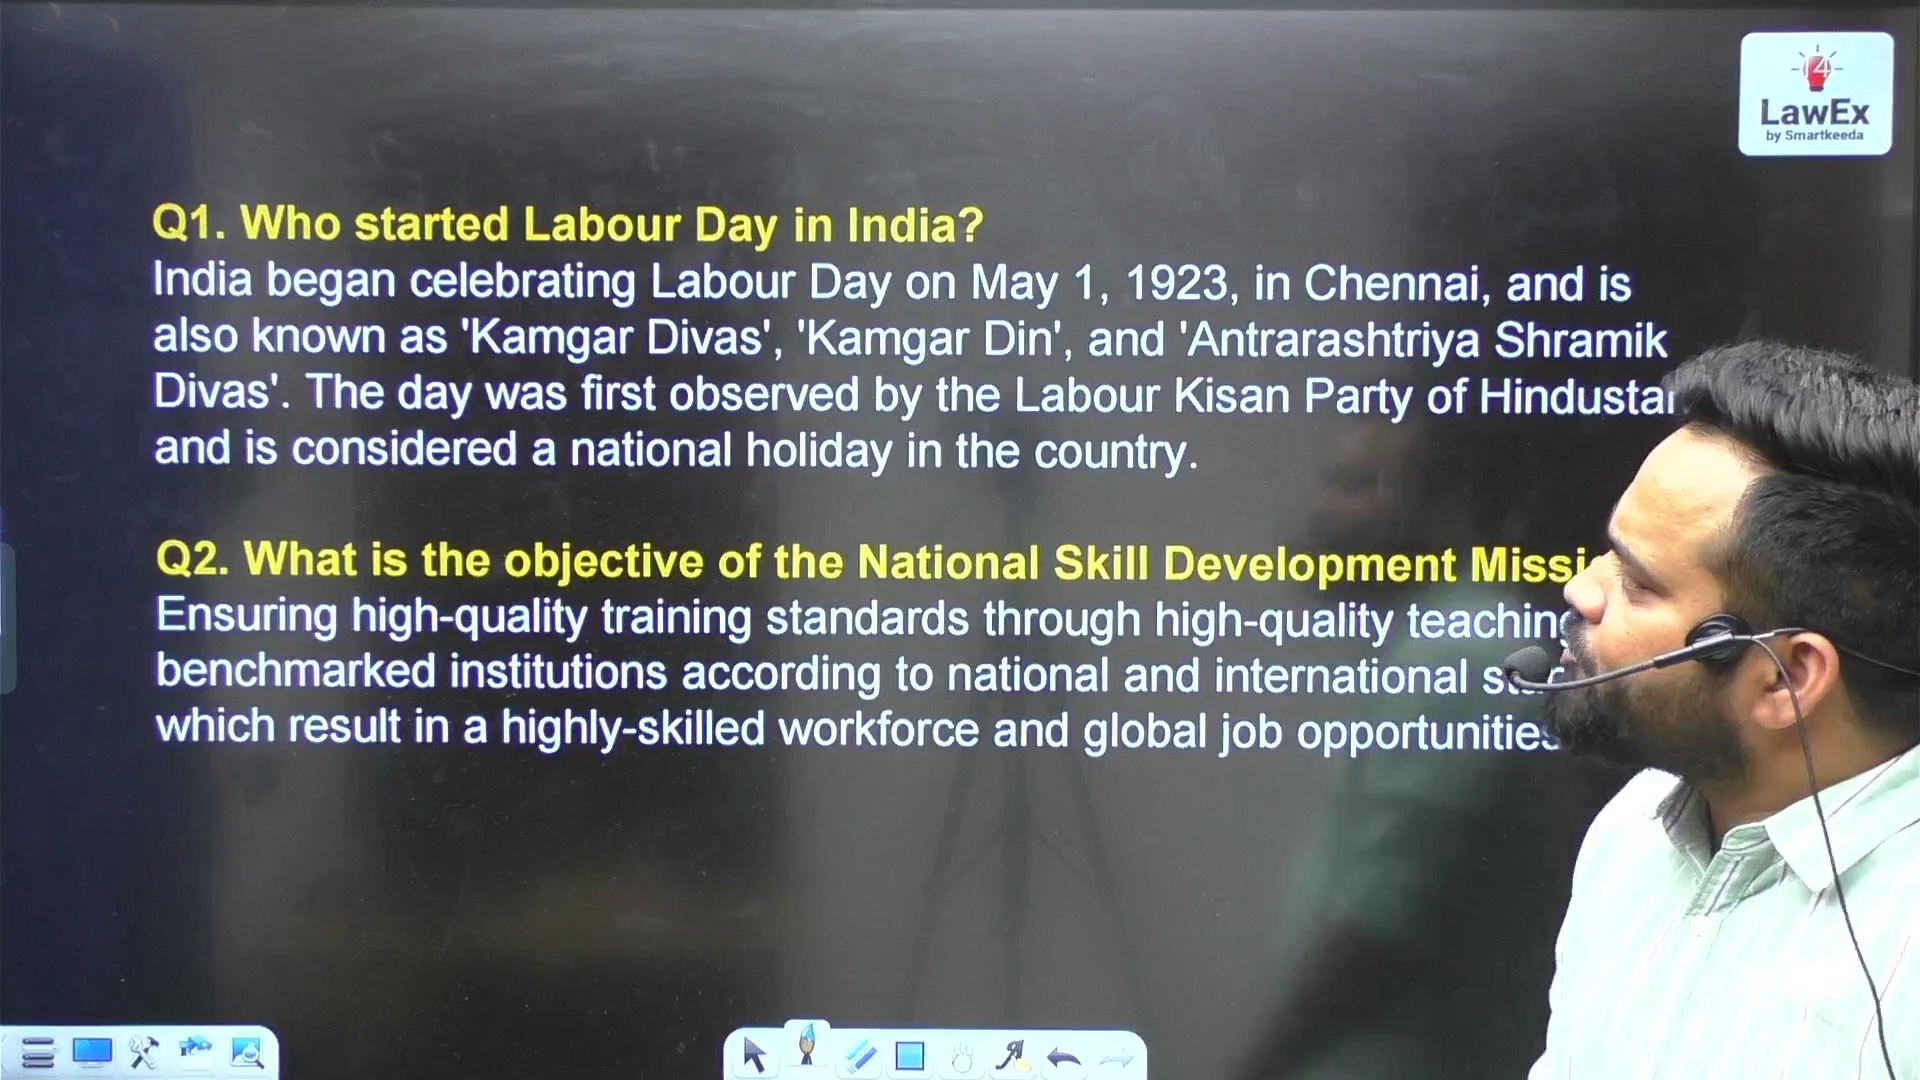 14
LawEx
by Smartkeeda
Q1. Who started Labour Day in India?
India began celebrating Labour Day on May 1, 1923, in Chennai, and is
also known as 'Kamgar Divas', 'Kamgar Din', and 'Antrarashtriya Shramik
Divas'. The day was first observed by the Labour Kisan Party of
and is considered a national holiday in the country.
Q2. What is the objective of the National Skill Development
Ensuring high-quality training standards through high-quality
benchmarked institutions according to national and international
which result in a highly-skilled workforce and global job